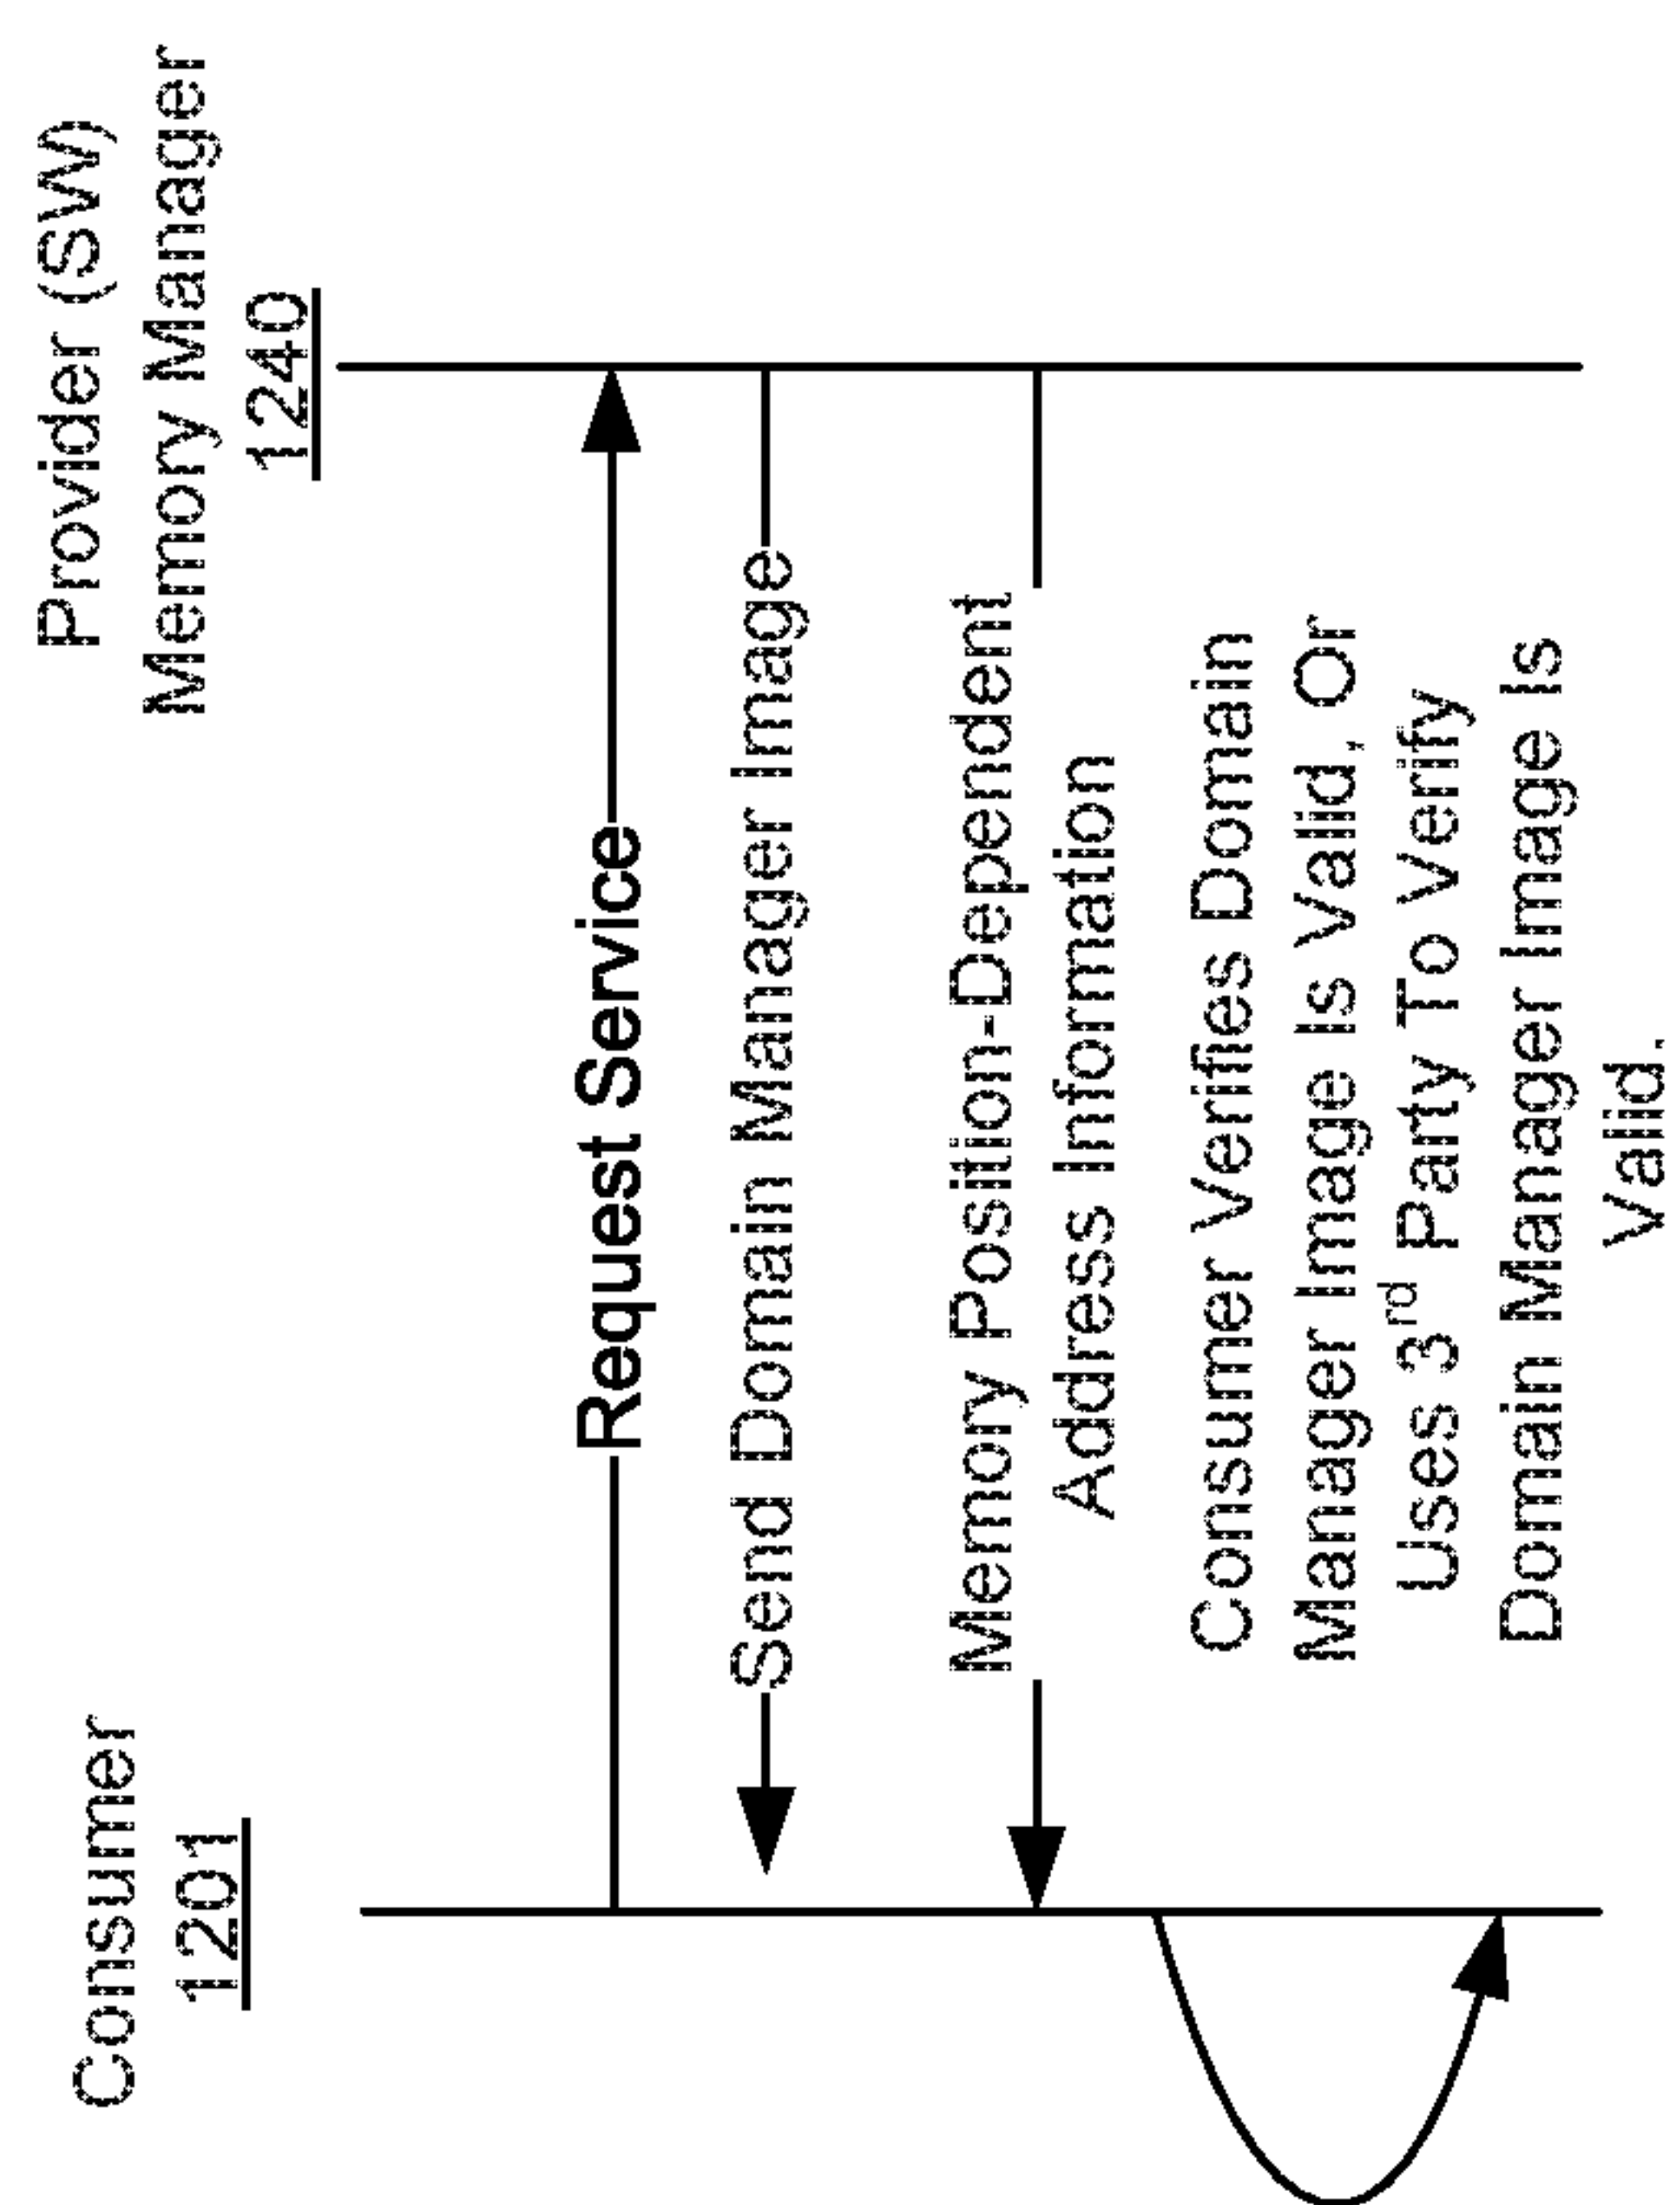 Consumer
1201
Provider (SW)
Memory Manager
1240
Request Service
Send Domain Manager Image
Memory Position-Dependent
Address Information
Consumer Verifies Domain
Manager Image Is Valid, Or
Uses 3rd Party To Verify
Domain Manager Image Is
Valid.